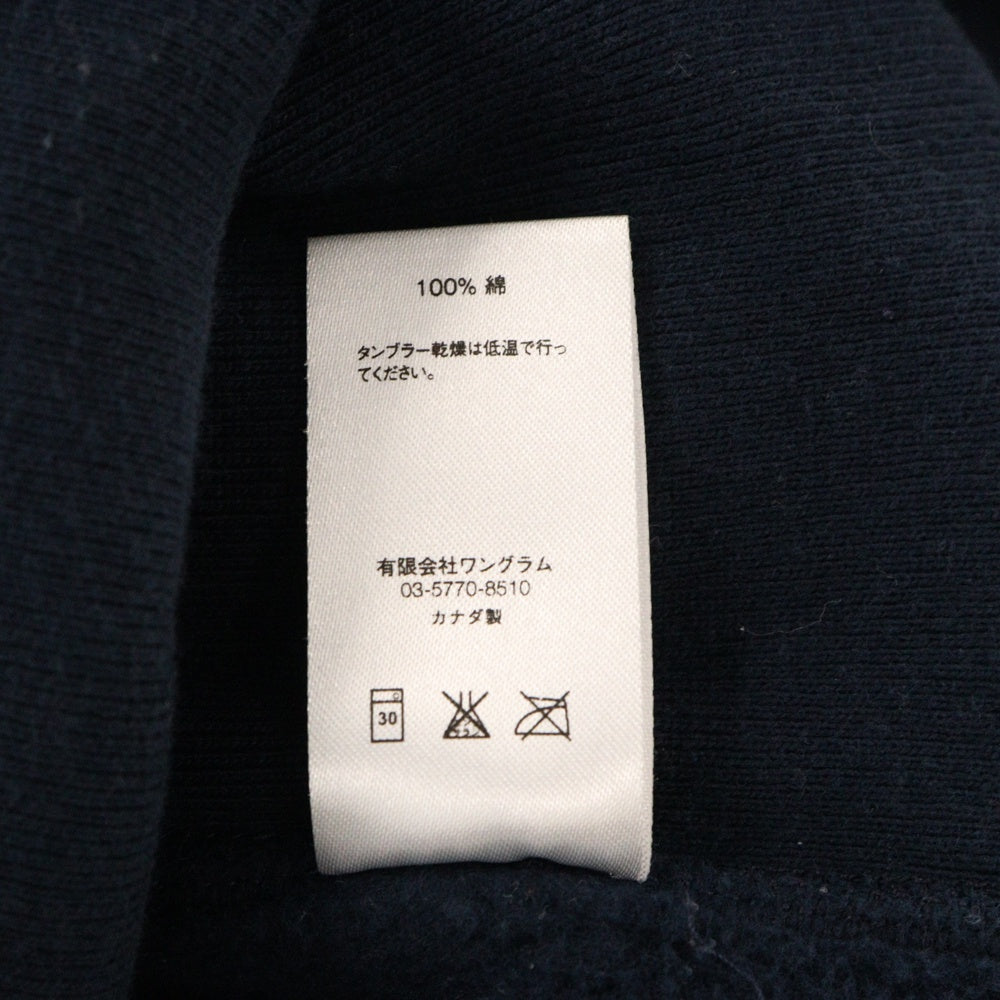 100% 綿
タンブラー乾燥は低温で行っ
てください。
有限会社ワングラム
03-5770-8510
カナダ製
30